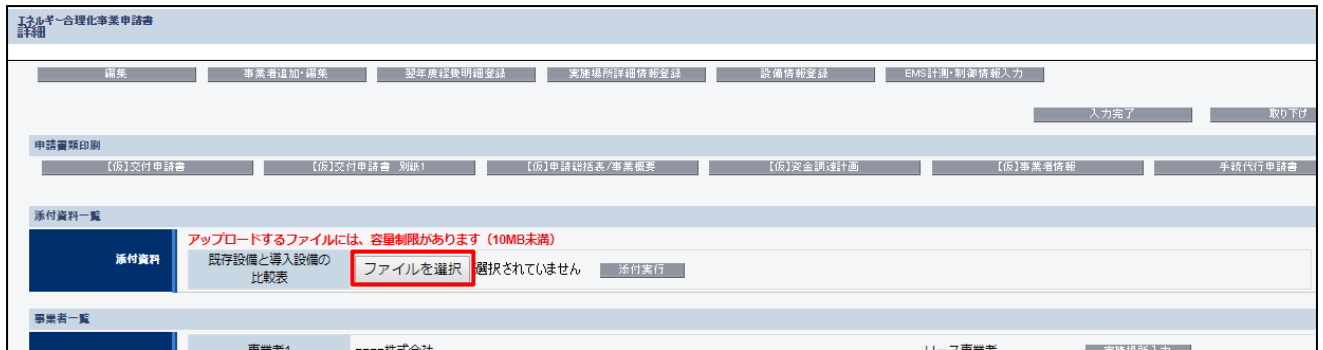 エネルギー合理化事業申請書
詳細
編集 事業者追加・編集 翌年度経費明細登録 実施場所詳細情報登録 設備情報登録 EMS計測・制御情報入力
入力完了 取り下げ
申請書類印刷
【仮】交付申請書 【仮】交付申請書 別紙1 【仮】申請総括表/事業概要 【仮】資金調達計画 【仮】事業者情報 手続代行申請書
添付資料一覧
アップロードするファイルには、容量制限があります（10MB未満）
添付資料 既存設備と導入設備の ファイルを選択 選択されていません 添付実行
比較表
事業者一覧
事業者1 株式会社 リース事業者 実施場所入力